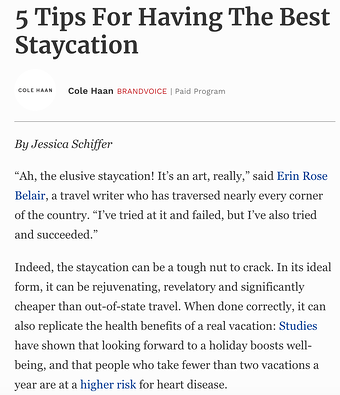 5 Tips For Having The Best
Staycation
COLE HAAN
Cole Haan BRANDVOICE | Paid Program
By Jessica Schiffer
“Ah, the elusive staycation! It’s an art, really,” said Erin Rose
Belair, a travel writer who has traversed nearly every corner
of the country. “I’ve tried at it and failed, but I’ve also tried
and succeeded.”
Indeed, the staycation can be a tough nut to crack. In its ideal
form, it can be rejuvenating, revelatory and significantly
cheaper than out-of-state travel. When done correctly, it can
also replicate the health benefits of a real vacation: Studies
have shown that looking forward to a holiday boosts well-
being, and that people who take fewer than two vacations a
year are at a higher risk for heart disease.